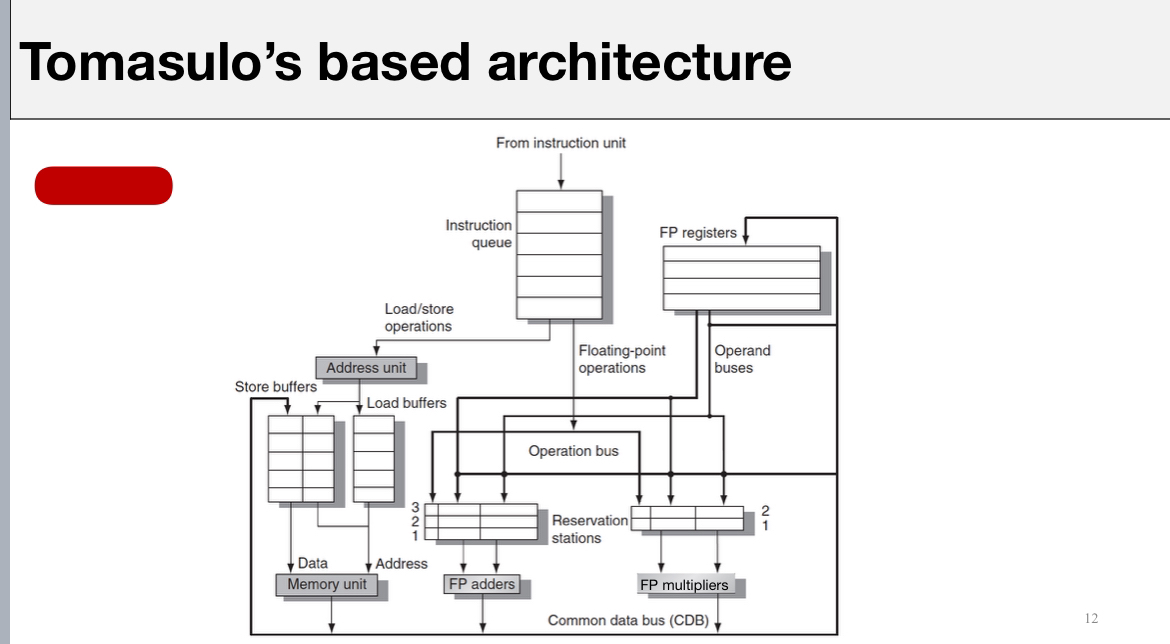 Tomasulo’s based architecture
From instruction unit
Instruction
queue
FP registers
Load/store
operations
Floating-point
operations
Operand
buses
Address unit
Store buffers
Load buffers
Operation bus
3
2
1
Reservation
stations
2
1
Data
Address
Memory unit
FP adders
FP multipliers
Common data bus (CDB)
12